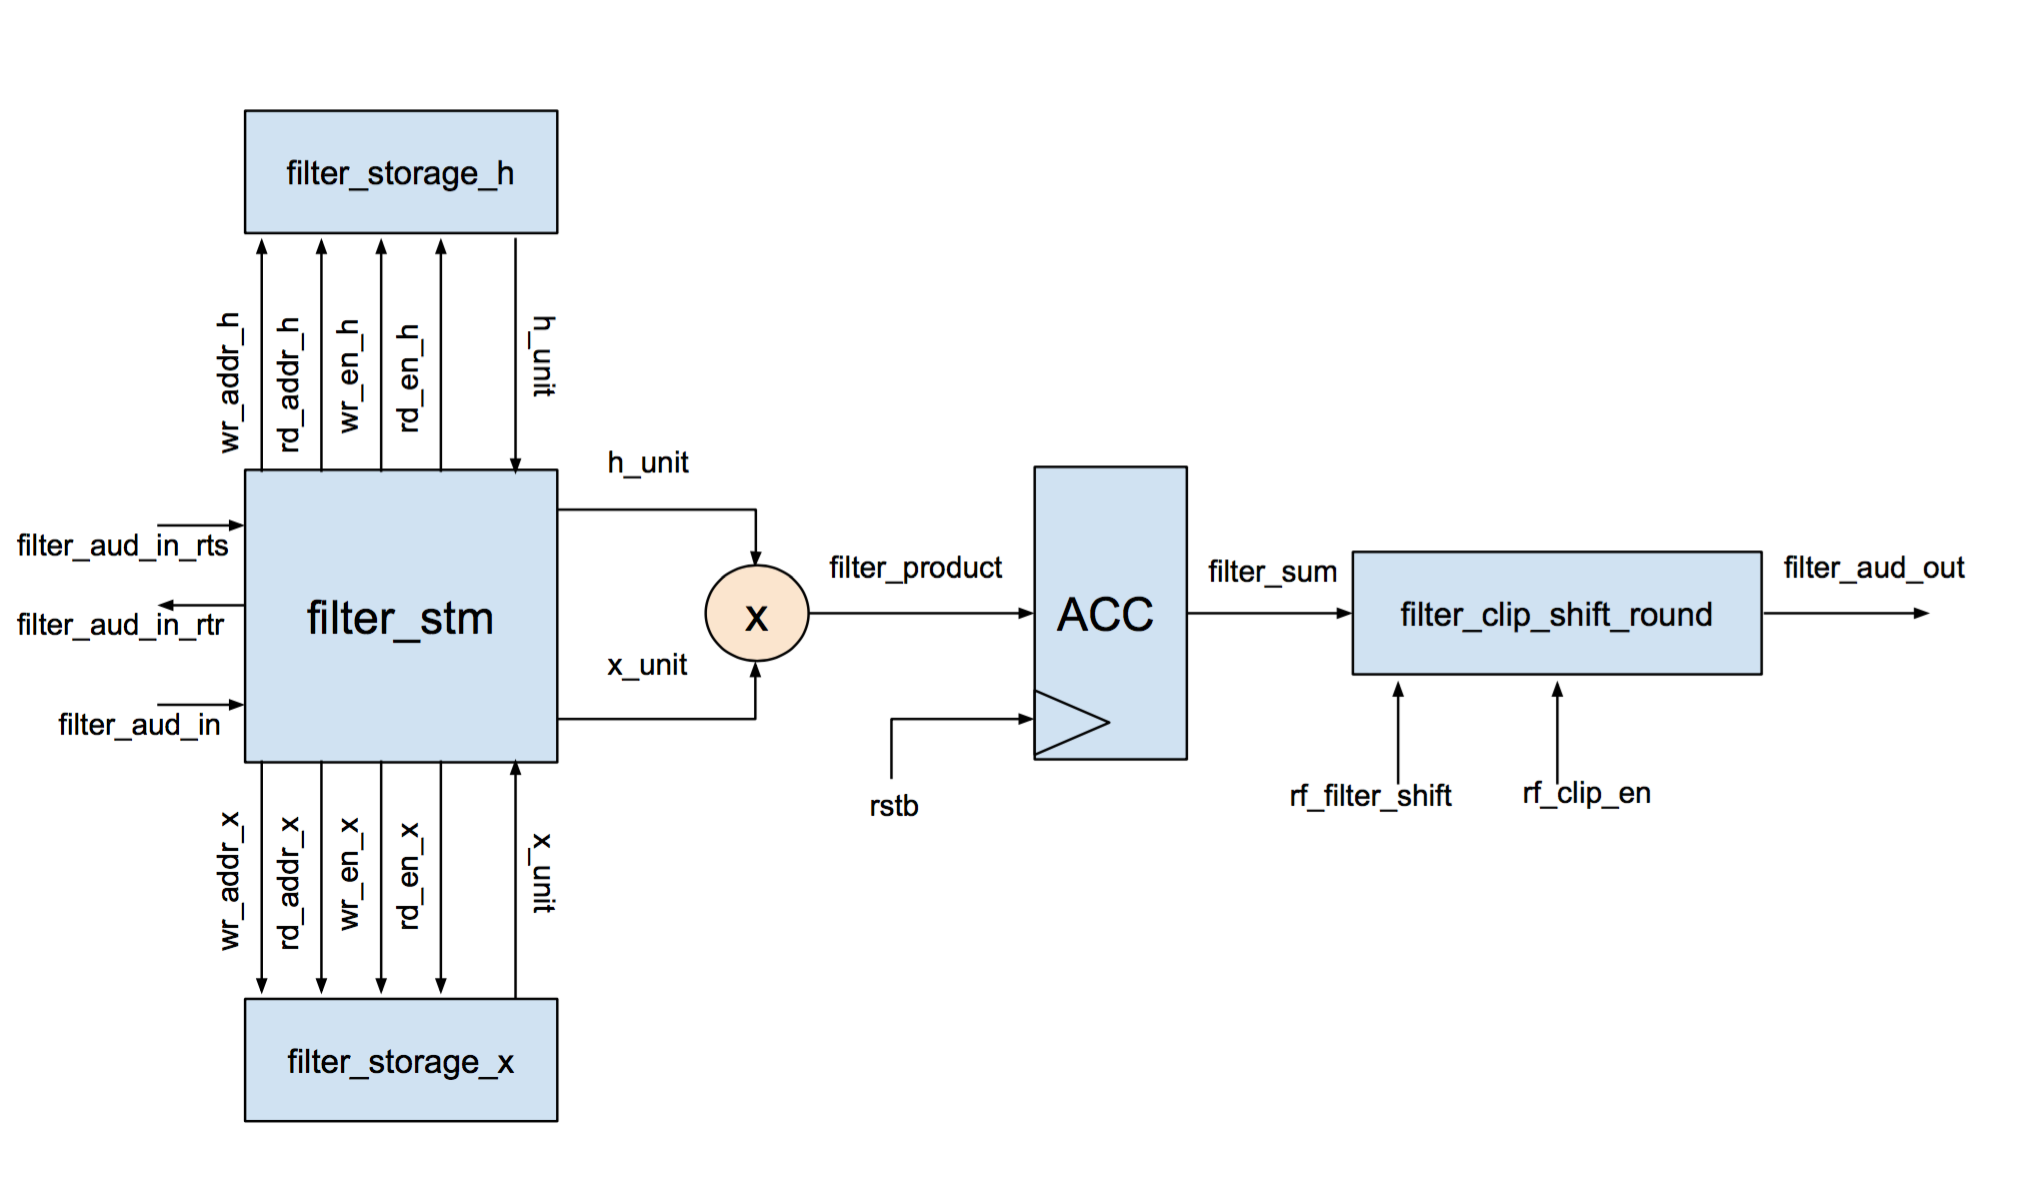 filter_storage_h
wr_addr_h
rd_addr_h
wr_en_h
rd_en_h
h_unit
filter_aud_in_rts
filter_aud_in_rtr
filter_aud_in
filter_stm
h_unit
x_unit
x
filter_product
rstb
ACC
filter_sum
filter_clip_shift_round
filter_aud_out
rf_filter_shift
rf_clip_en
wr_addr_x
rd_addr_x
wr_en_x
rd_en_x
x_unit
filter_storage_x